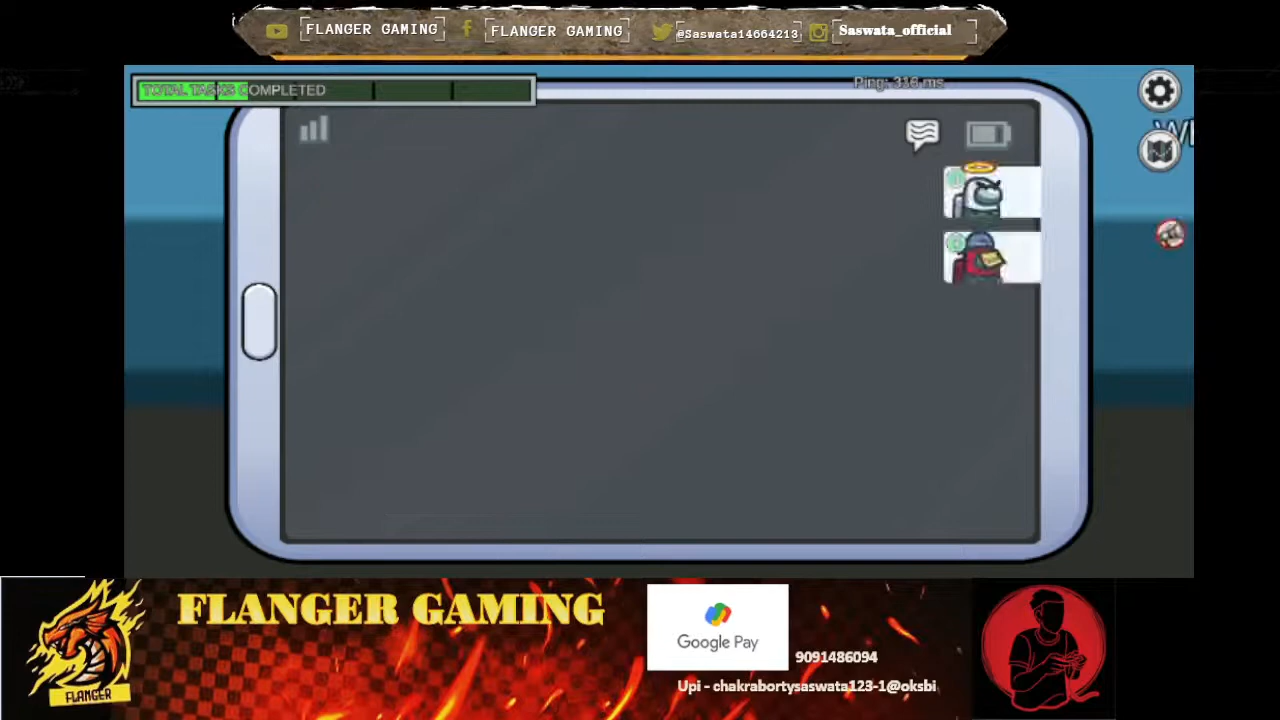 FLANGER GAMING
FLANGER GAMING
@Saswata14664213
Saswata_official
TOTAL TASKS COMPLETED
Ping: 316 ms
FLANGER GAMING
Google Pay
9091486094
Upi - chakrabortysaswata123-1@oksbi
FLANGER